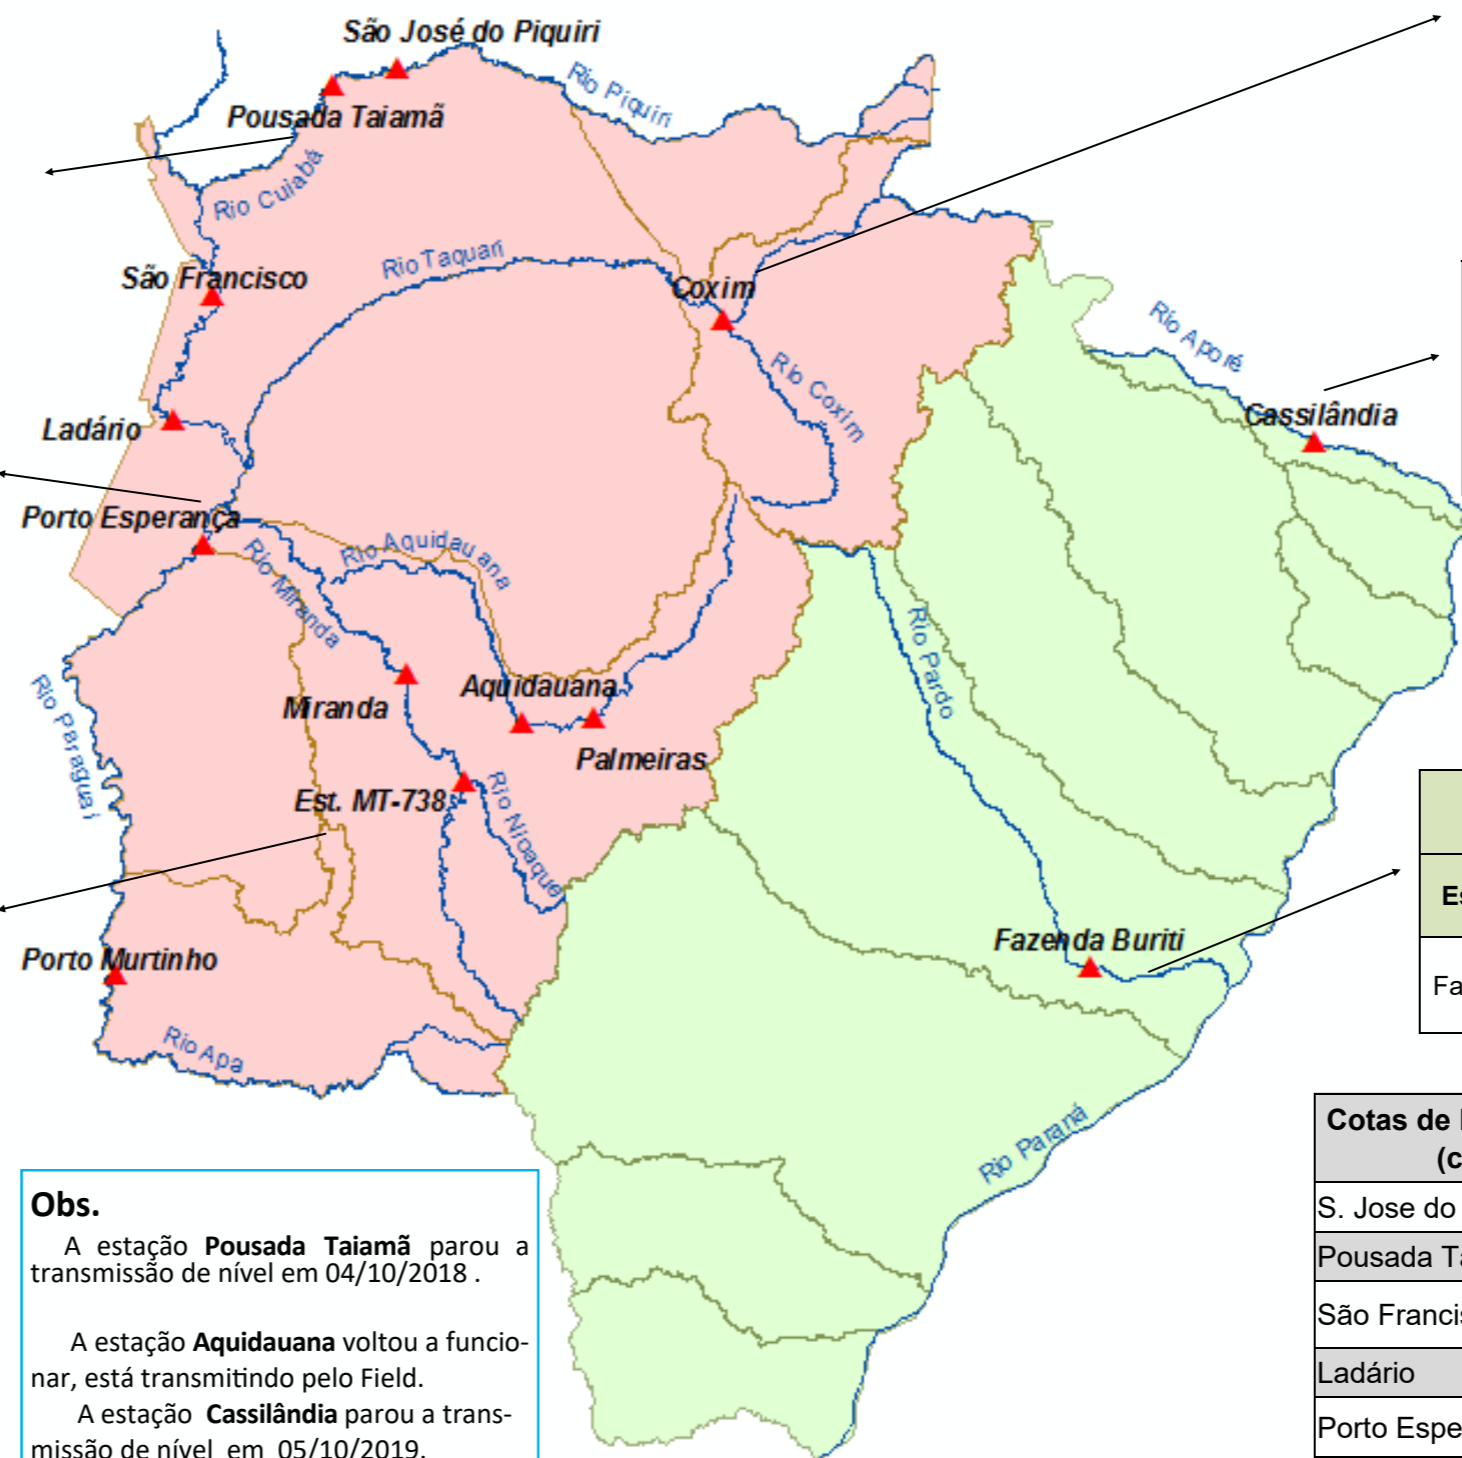 São José do Piquiri
Rio Piquiri
Pousada Taiamã
Rio Cuiabá
Rio Taquari
São Francisco
Coxim
Rio Aporé
Rio Coxim
Cassilândia
Ladário
Porto Esperança
Rio Aquidauana
Rio Miranda
Rio Pardo
Aquidauana
Miranda
Rio Paraguai
Palmeiras
Est. MT-738
Rio Nioaque
Es
Fazenda Buriti
Porto Murtinho
Fa
Rio Apa
Rio Paraná
Cotas de
(c
S. Jose do
Pousada Ta
São Francis
Ladário
Porto Espe
Obs.
A estação Pousada Taiamã parou a
transmissão de nível em 04/10/2018 .
A estação Aquidauana voltou a funcio-
nar, está transmitindo pelo Field.
A estação Cassilândia parou a trans-
missão de nível em 05/10/2019.